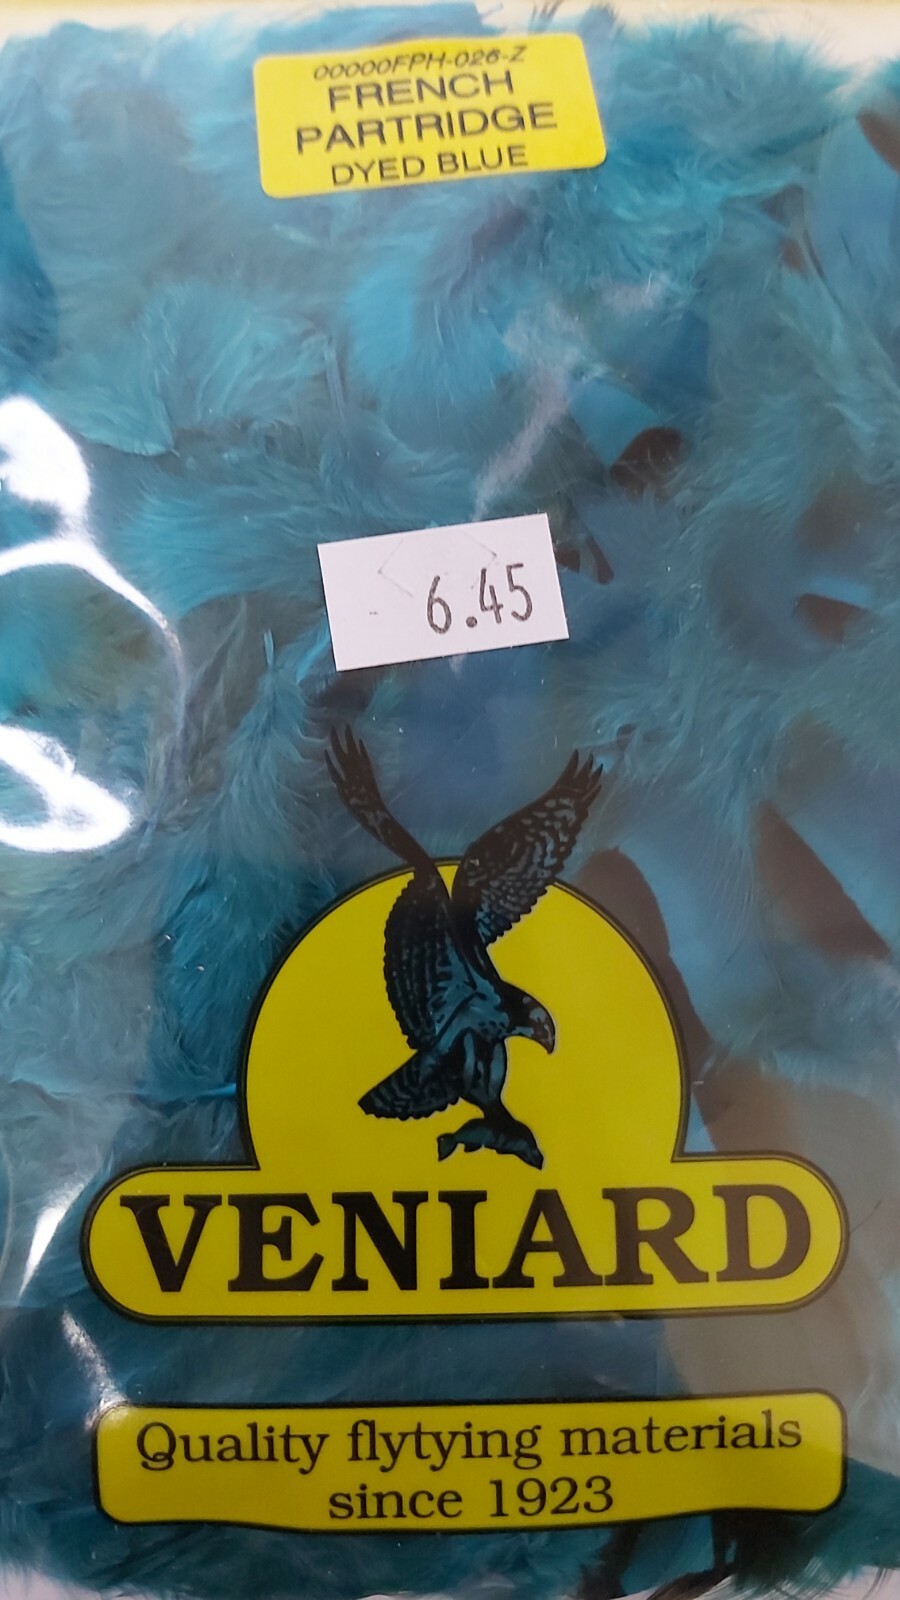 00000FPH-026-Z
FRENCH
PARTRIDGE
DYED BLUE
6.45
VENIARD
Quality flytying materials
since 1923